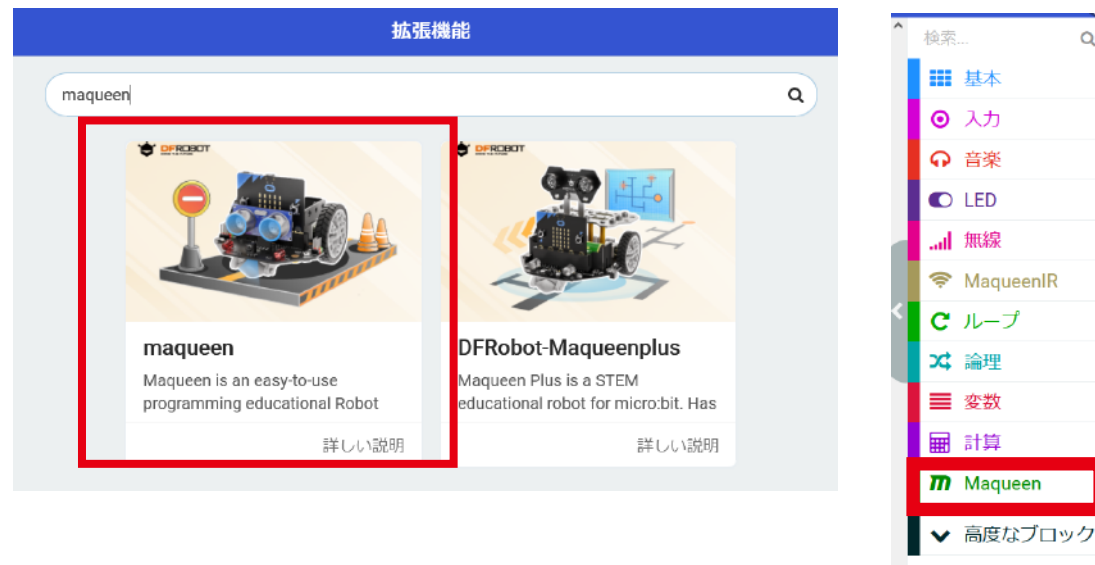 拡張機能
maqueen
DFROBOT
DFROBOT
maqueen
Maqueen is an easy-to-use
programming educational Robot
詳しい説明
DFRobot-Maqueenplus
Maqueen Plus is a STEM
educational robot for micro:bit. Has
詳しい説明
検索...
基本
入力
音楽
LED
無線
MaqueenIR
ループ
論理
変数
計算
Maqueen
高度なブロック